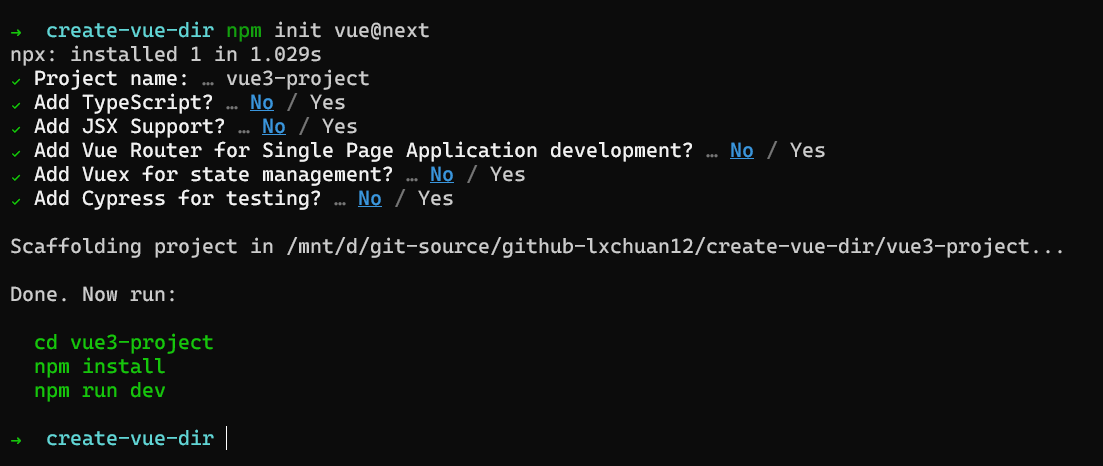 → create-vue-dir npm init vue@next
npx: installed 1 in 1.029s
✓ Project name: … vue3-project
✓ Add TypeScript? … No / Yes
✓ Add JSX Support? … No / Yes
✓ Add Vue Router for Single Page Application development? … No / Yes
✓ Add Vuex for state management? … No / Yes
✓ Add Cypress for testing? … No / Yes
Scaffolding project in /mnt/d/git-source/github-lxchuan12/create-vue-dir/vue3-project...
Done. Now run:
cd vue3-project
npm install
npm run dev
→ create-vue-dir